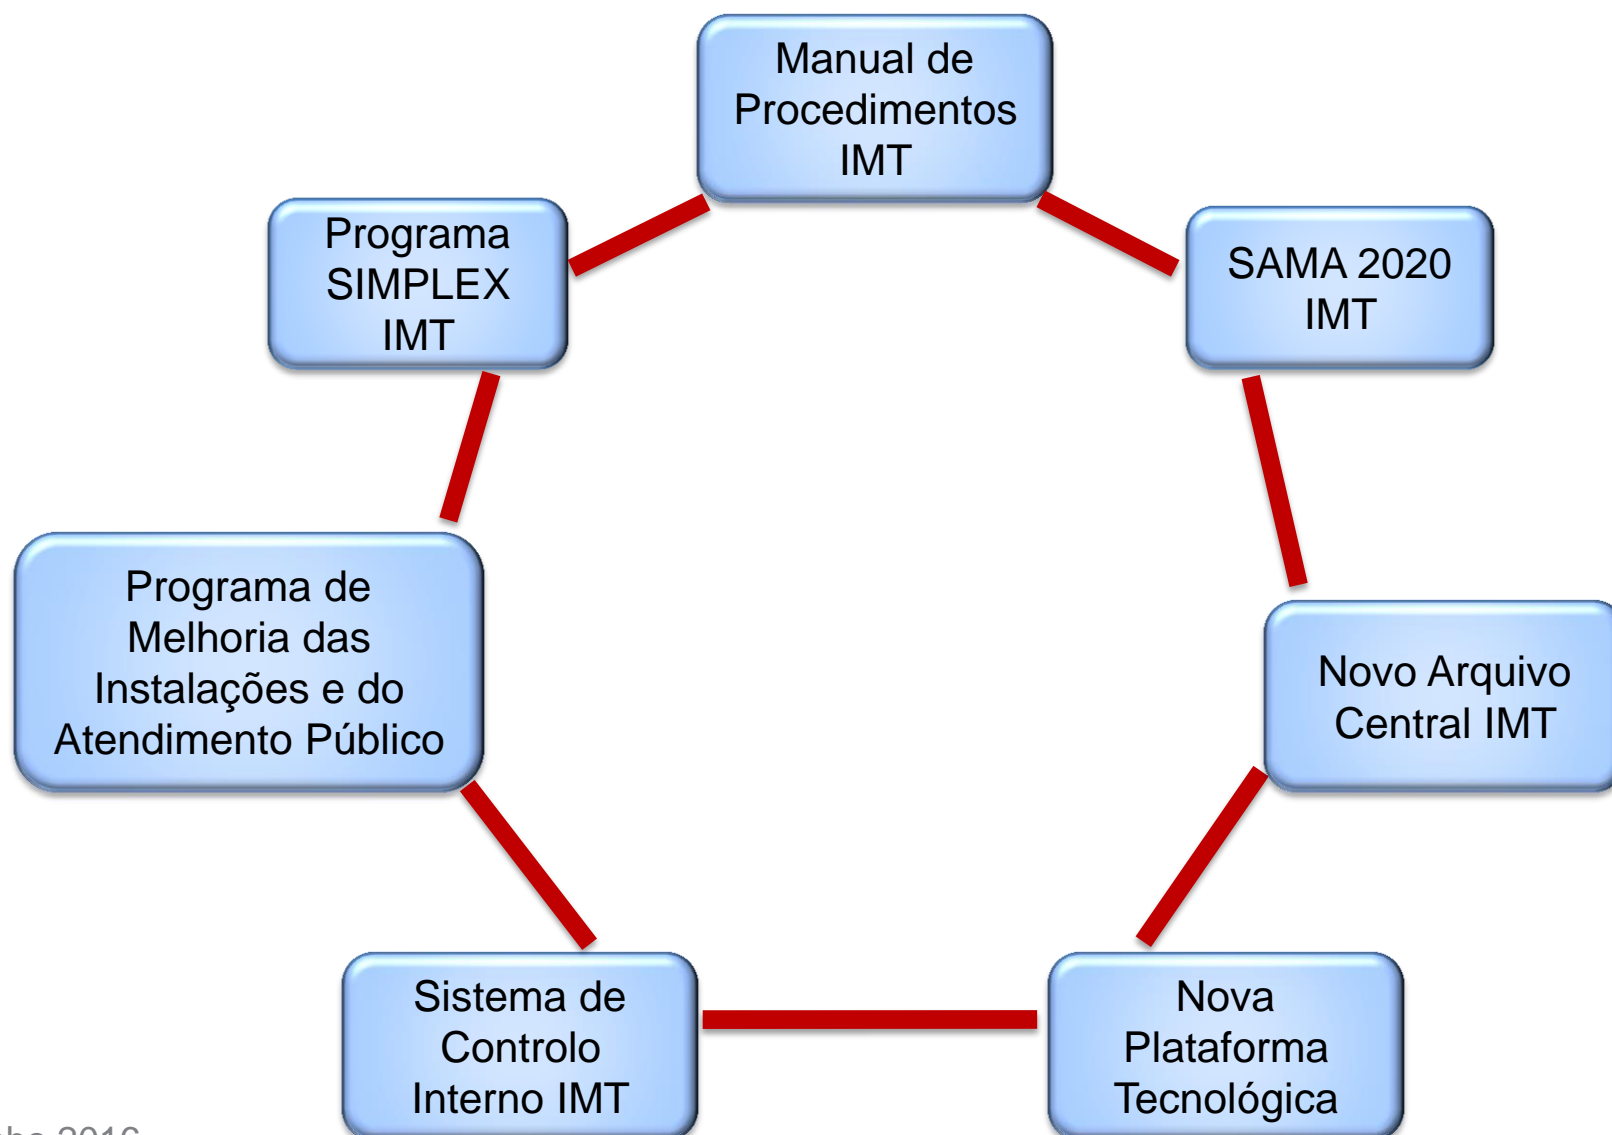 Manual de
Procedimentos
IMT
Programa
SIMPLEX
IMT
SAMA 2020
IMT
Programa de
Melhoria das
Instalações e do
Atendimento Público
Novo Arquivo
Central IMT
Sistema de
Controlo
Interno IMT
Nova
Plataforma
Tecnológica
2016